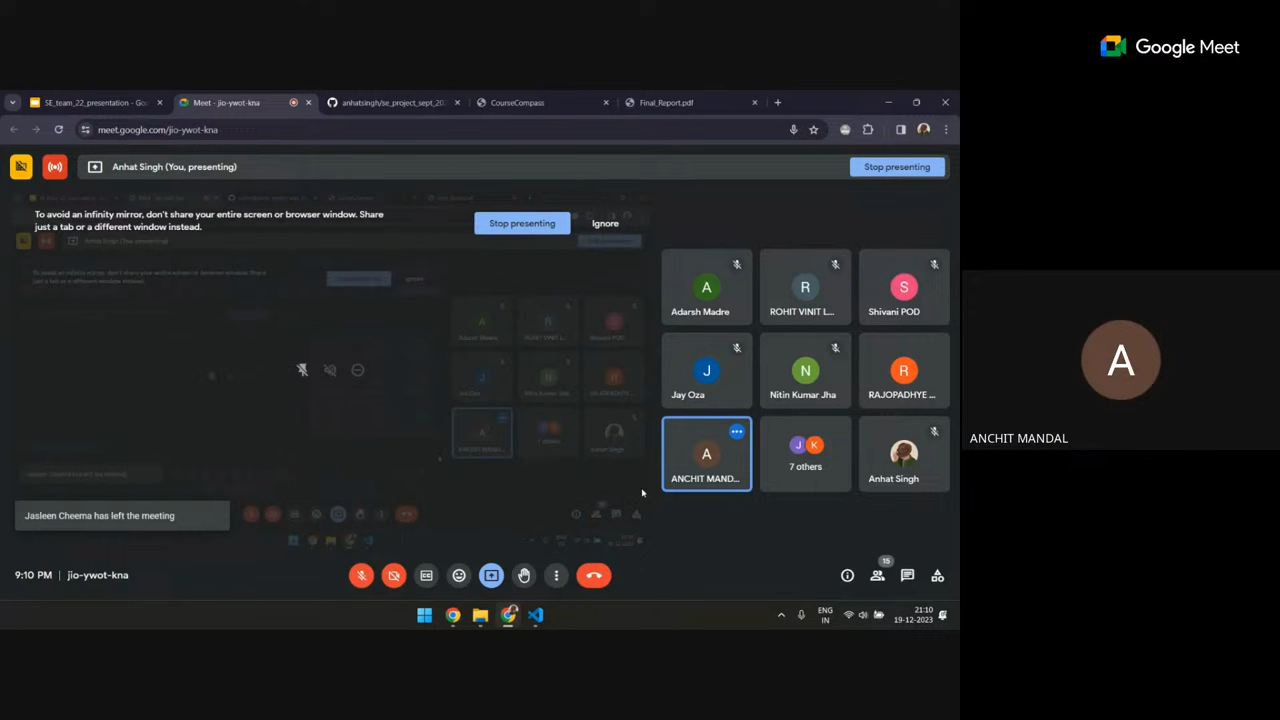 Google Meet
SE_team_22_presentation - Goo
Meet - jio-ywot-kna
anhatsingh/se_project_sept_202
CourseCompass
Final_Report.pdf
meet.google.com/jio-ywot-kna
Anhat Singh (You, presenting)
Stop presenting
To avoid an infinity mirror, don't share your entire screen or browser window. Share
just a tab or a different window instead.
Stop presenting
Ignore
A
R
S
Adarsh Madre
ROHIT VINIT L...
Shivani POD
J
N
R
Jay Oza
Nitin Kumar Jha
RAJOPADHYE ...
A
J K
7 others
ANCHIT MAND...
Anhat Singh
A
ANCHIT MANDAL
Jasleen Cheema has left the meeting
9:10 PM
jio-ywot-kna
15
ENG
IN
21:10
19-12-2023